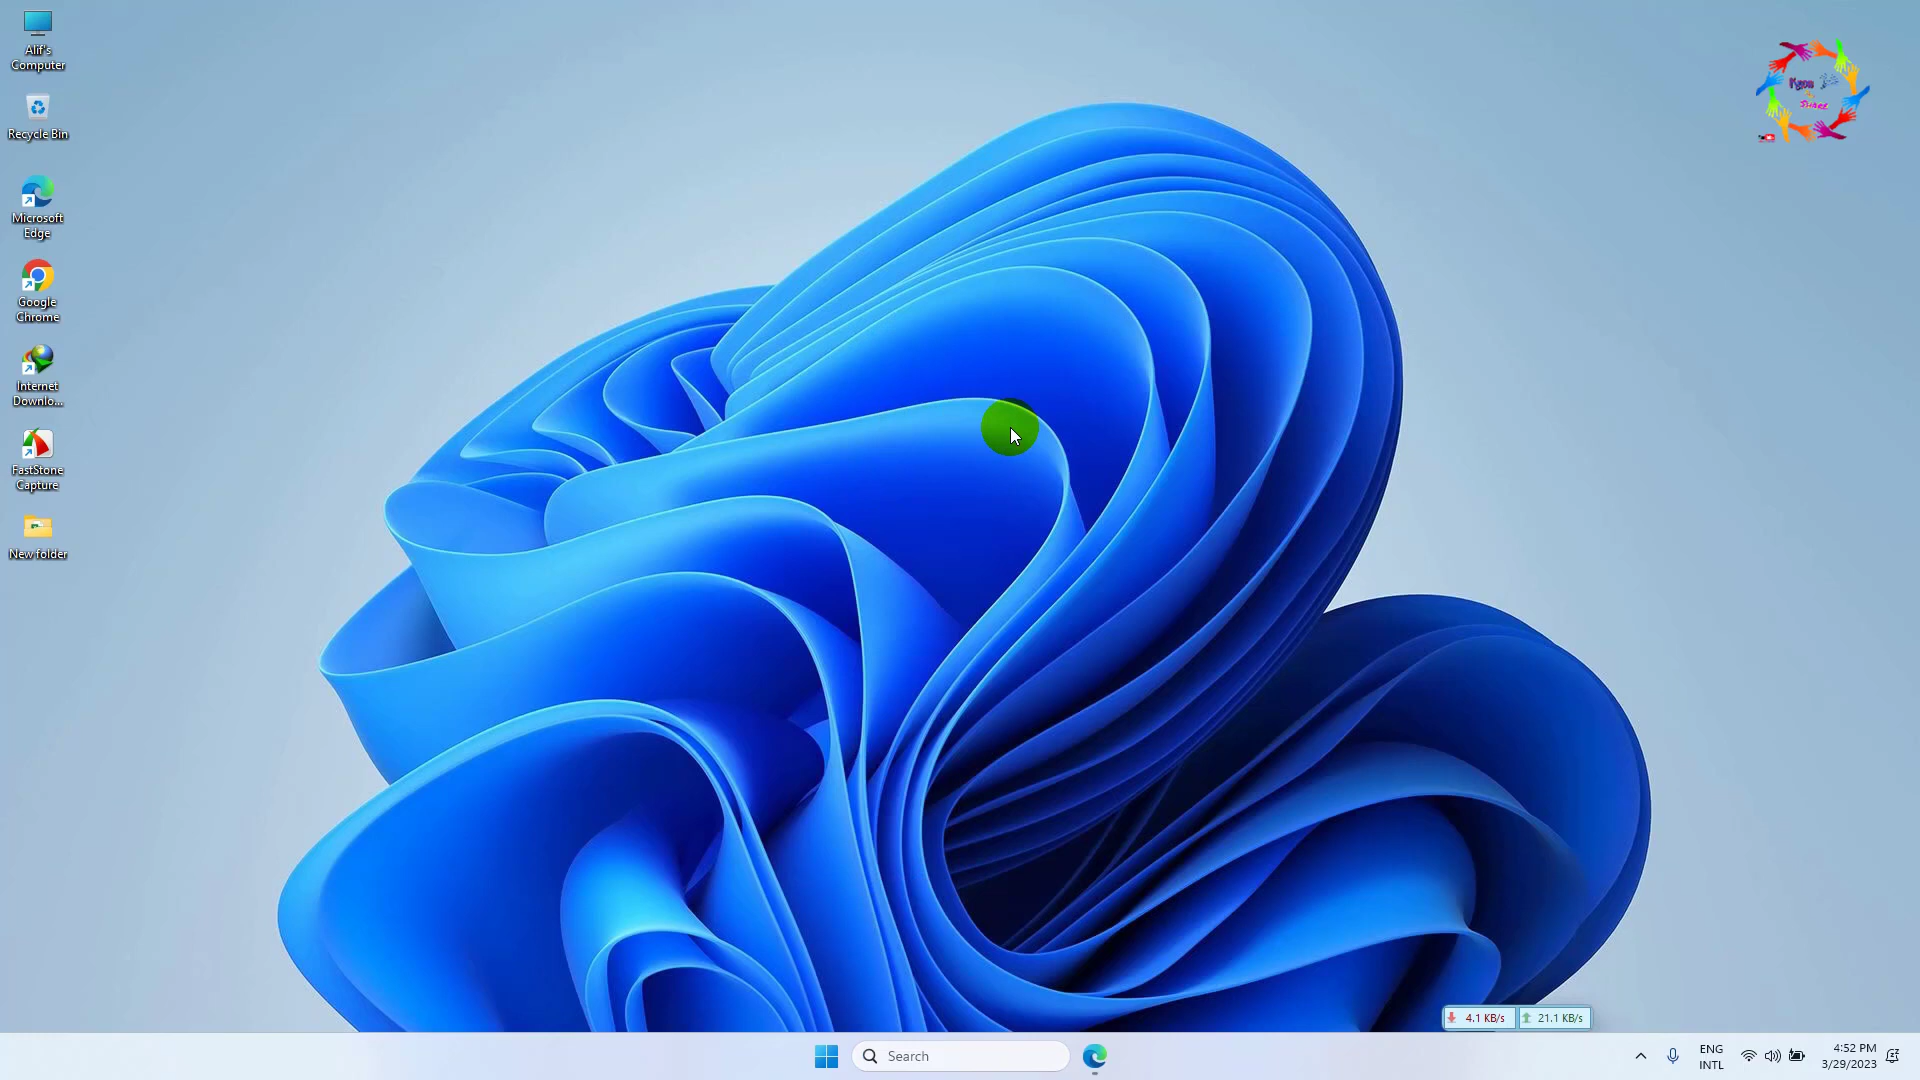 Alif's
Computer
Recycle Bin
Microsoft
Edge
Google
Chrome
Internet
Downlo...
FastStone
Capture
New folder
SHARE
4.1 KB/s
21.1 KB/s
Search
ENG
INTL
4:52 PM
3/29/2023